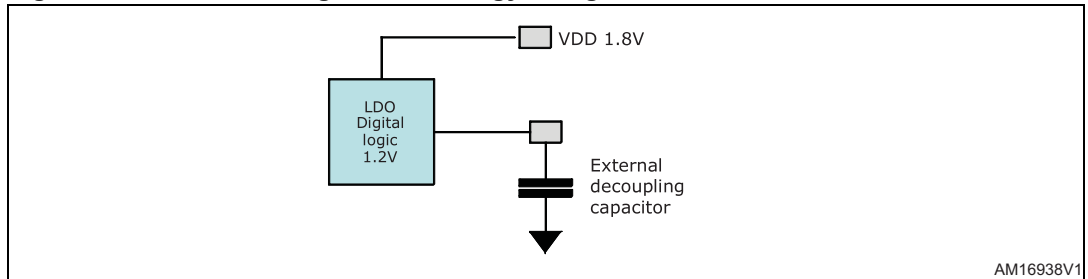 VDD 1.8V
LDO
Digital
logic
1.2V
External
decoupling
capacitor
AM16938V1